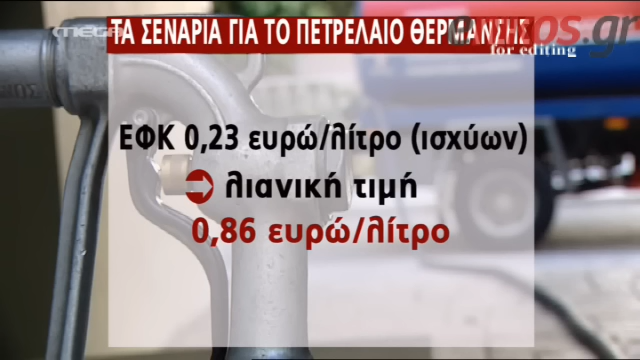 MEGA
ΤΑ ΣΕΝΑΡΙΑ ΓΙΑ ΤΟ ΠΕΤΡΕΛΑΙΟ ΘΕΡΜΑΝΣΗΣ
for editing
ΕΦΚ 0,23 ευρώ/λίτρο (ισχύων)
λιανική τιμή
0,86 ευρώ/λίτρο